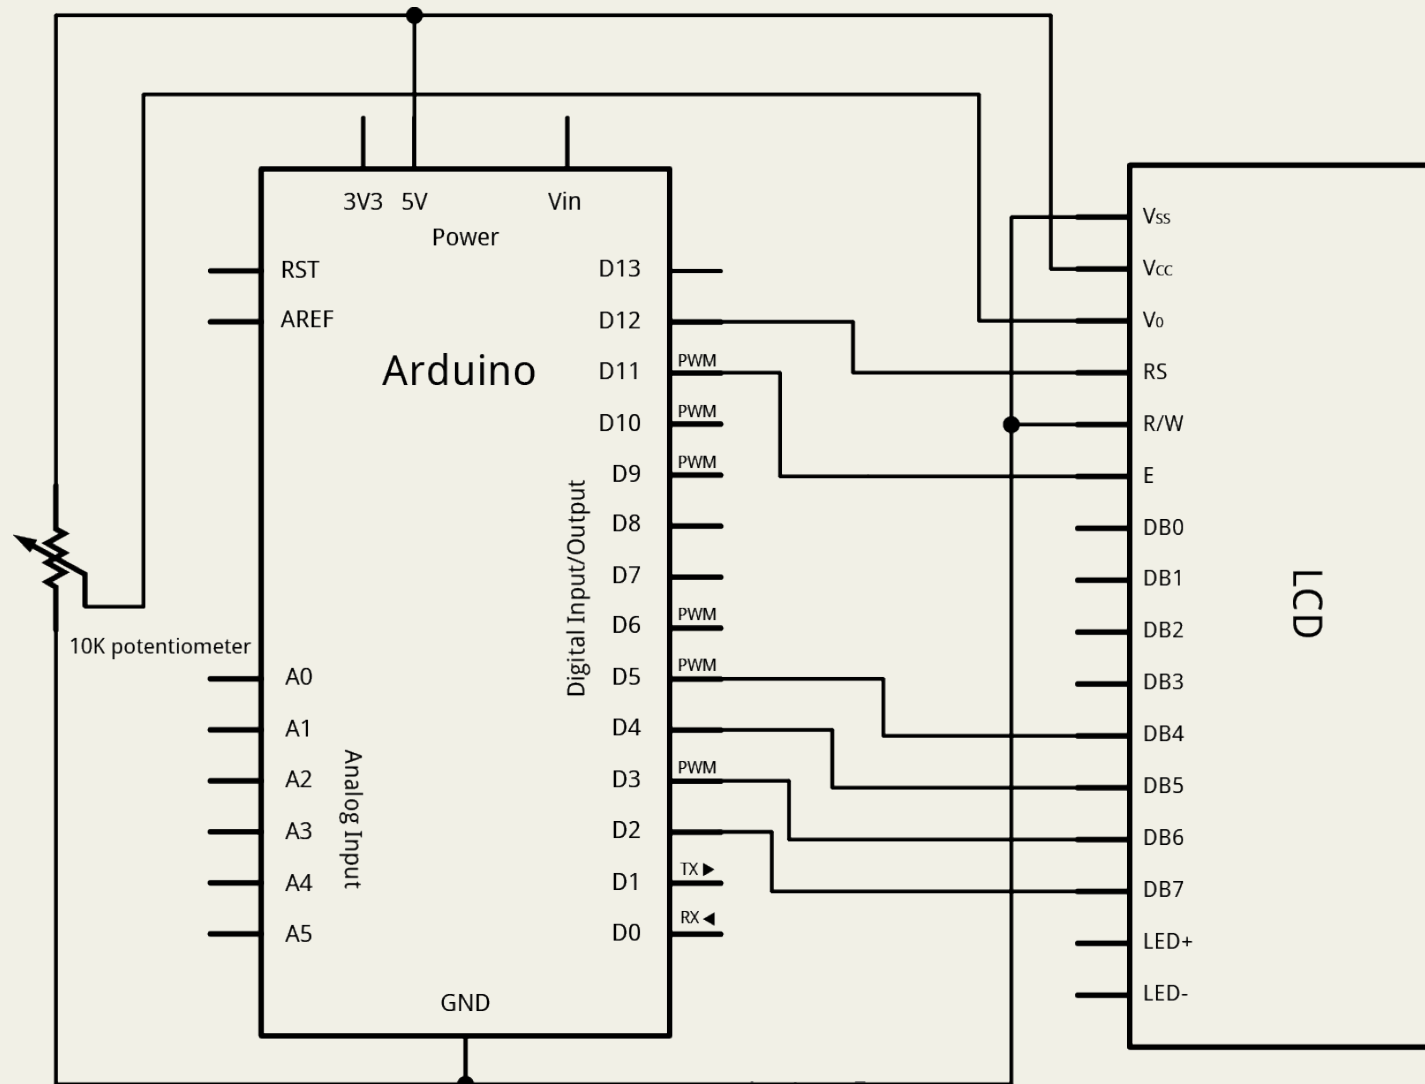 3V3 5V Vin
Power
RST
AREF
Arduino
D13
D12
D11 PWM
D10 PWM
D9 PWM
D8
D7
D6 PWM
D5 PWM
D4
D3 PWM
D2
D1 TX ▶
D0 RX ◀
Digital Input/Output
10K potentiometer
A0
A1
A2
A3
A4
A5
Analog Input
GND
VSS
VCC
V0
RS
R/W
E
DB0
DB1
DB2
DB3
DB4
DB5
DB6
DB7
LED+
LED-
LCD